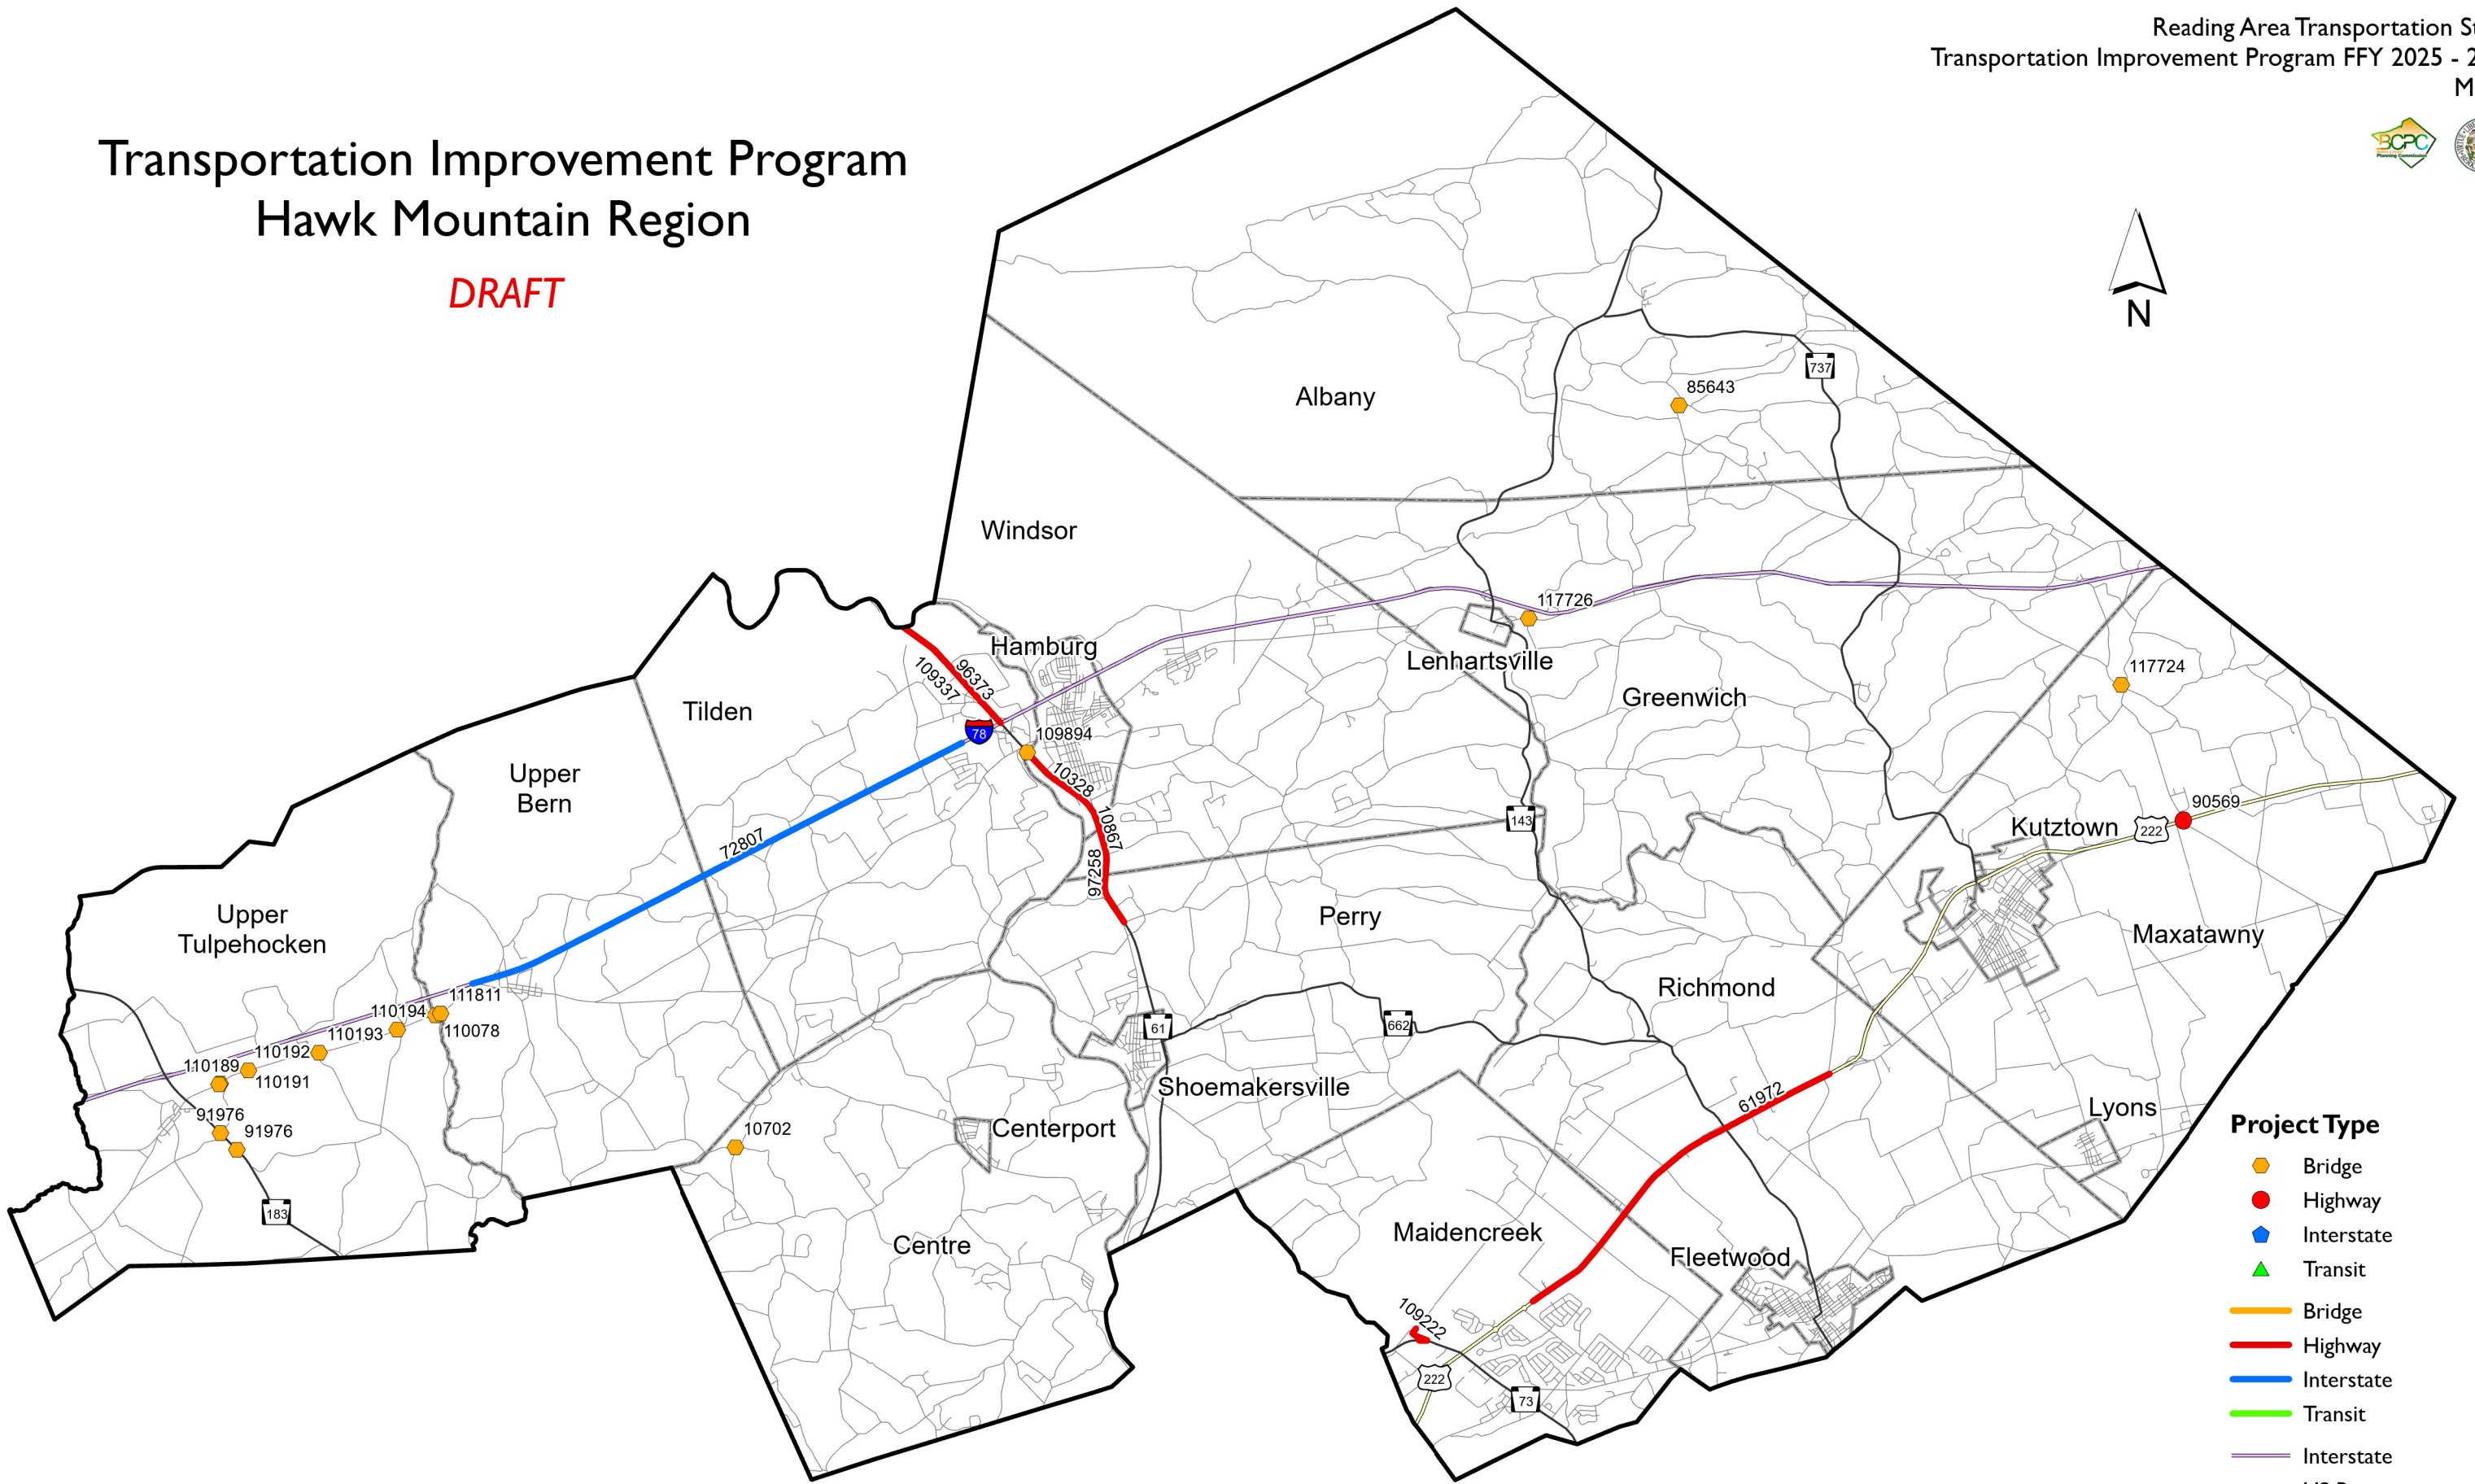 Reading Area Transportation St
Transportation Improvement Program FFY 2025 - 2
M
BCPC
Planning Commission
Transportation Improvement Program
Hawk Mountain Region
DRAFT
N
737
85643
Albany
Windsor
117726
Hamburg
Lenhartsville
96373
109337
117724
Greenwich
Tilden
78
109894
Upper
Bern
10328
90569
143
222
Kutztown
10867
72807
97258
Upper
Tulpehocken
Perry
Maxatawny
Richmond
111811
110194
110078
110193
61
662
110192
110189
110191
Shoemakersville
61972
Lyons
91976
91976
10702
Centerport
183
Maidencreek
Centre
Fleetwood
109222
222
73
Project Type
Bridge
Highway
Interstate
Transit
Bridge
Highway
Interstate
Transit
Interstate